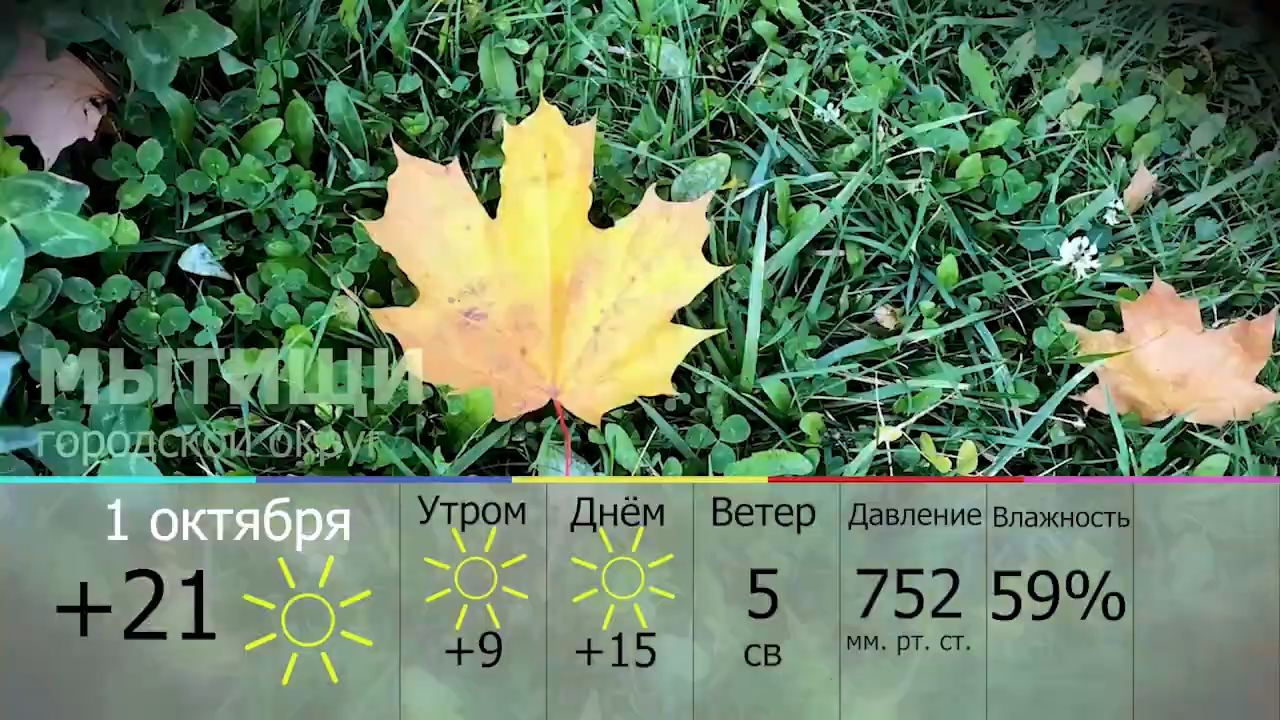 МЫТИЩИ
городской округ
1 октября
+21
Утром
+9
Днём
+15
Ветер
5
св
Давление
752
мм. рт. ст.
Влажность
59%